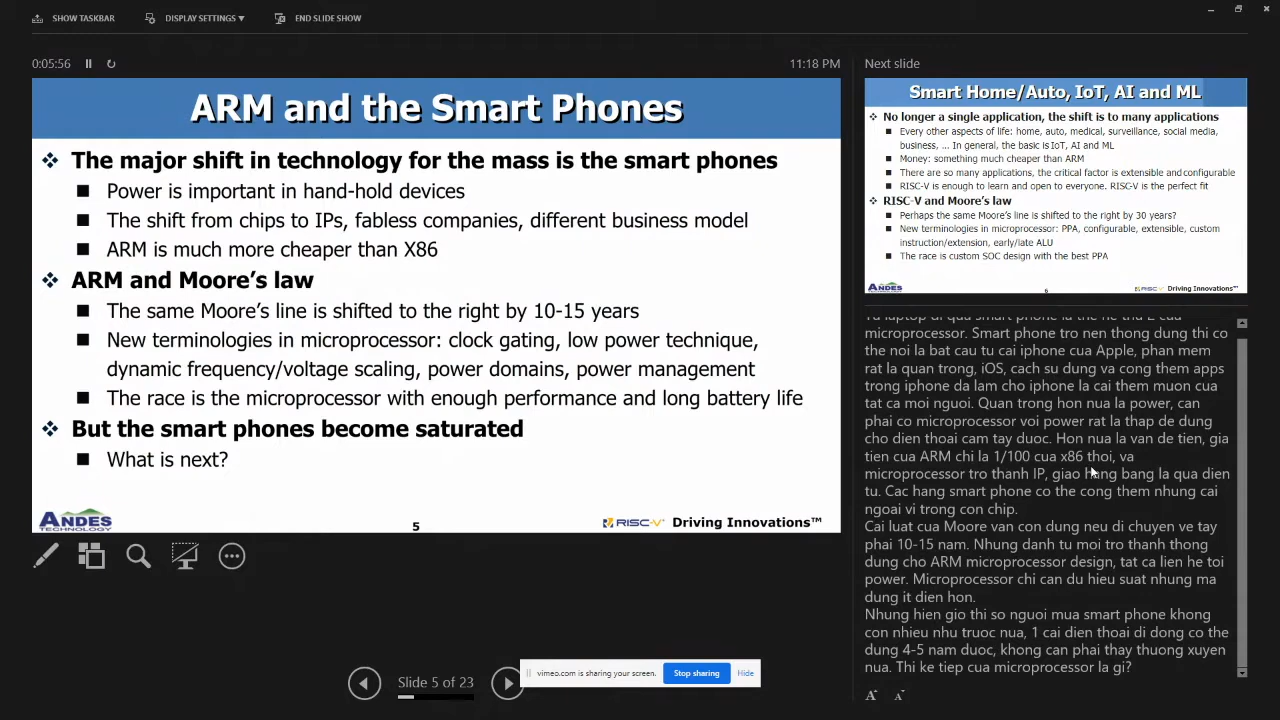 SHOW TASKBAR
DISPLAY SETTINGS ▼
END SLIDE SHOW
0:05:56
11:18 PM
ARM and the Smart Phones
❖ The major shift in technology for the mass is the smart phones
■ Power is important in hand-hold devices
■ The shift from chips to IPs, fabless companies, different business model
■ ARM is much more cheaper than X86
❖ ARM and Moore's law
■ The same Moore's line is shifted to the right by 10-15 years
■ New terminologies in microprocessor: clock gating, low power technique,
dynamic frequency/voltage scaling, power domains, power management
■ The race is the microprocessor with enough performance and long battery life
❖ But the smart phones become saturated
■ What is next?
ANDES
TECHNOLOGY
5
RISC-V Driving Innovations™
Slide 5 of 23
vimeo.com is sharing your screen.
Stop sharing
Hide
Next slide
Smart Home/Auto, IoT, AI and ML
❖ No longer a single application, the shift is to many applications
■ Every other aspects of life: home, auto, medical, surveillance, social media,
business, ... In general, the basic is IoT, AI and ML
■ Money: something much cheaper than ARM
■ There are so many applications, the critical factor is extensible and configurable
■ RISC-V is enough to learn and open to everyone. RISC-V is the perfect fit
❖ RISC-V and Moore's law
■ Perhaps the same Moore's line is shifted to the right by 30 years?
■ New terminologies in microprocessor: PPA, configurable, extensible, custom
instruction/extension, early/late ALU
■ The race is custom SOC design with the best PPA
ANDES
6
RISC-V Driving Innovations™
Tu laptop di qua smart phone la the he thu 2 cua
microprocessor. Smart phone tro nen thong dung thi co
the noi la bat cau tu cai iphone cua Apple, phan mem
rat la quan trong, iOS, cach su dung va cong them apps
trong iphone da lam cho iphone la cai them muon cua
tat ca moi nguoi. Quan trong hon nua la power, can
phai co microprocessor voi power rat la thap de dung
cho dien thoai cam tay duoc. Hon nua la van de tien, gia
tien cua ARM chi la 1/100 cua x86 thoi, va
microprocessor tro thanh IP, giao hang bang la qua dien
tu. Cac hang smart phone co the cong them nhung cai
ngoai vi trong con chip.
Cai luat cua Moore van con dung neu di chuyen ve tay
phai 10-15 nam. Nhung danh tu moi tro thanh thong
dung cho ARM microprocessor design, tat ca lien he toi
power. Microprocessor chi can du hieu suat nhung ma
dung it dien hon.
Nhung hien gio thi so nguoi mua smart phone khong
con nhieu nhu truoc nua, 1 cai dien thoai di dong co the
dung 4-5 nam duoc, khong can phai thay thuong xuyen
nua. Thi ke tiep cua microprocessor la gi?
A
A